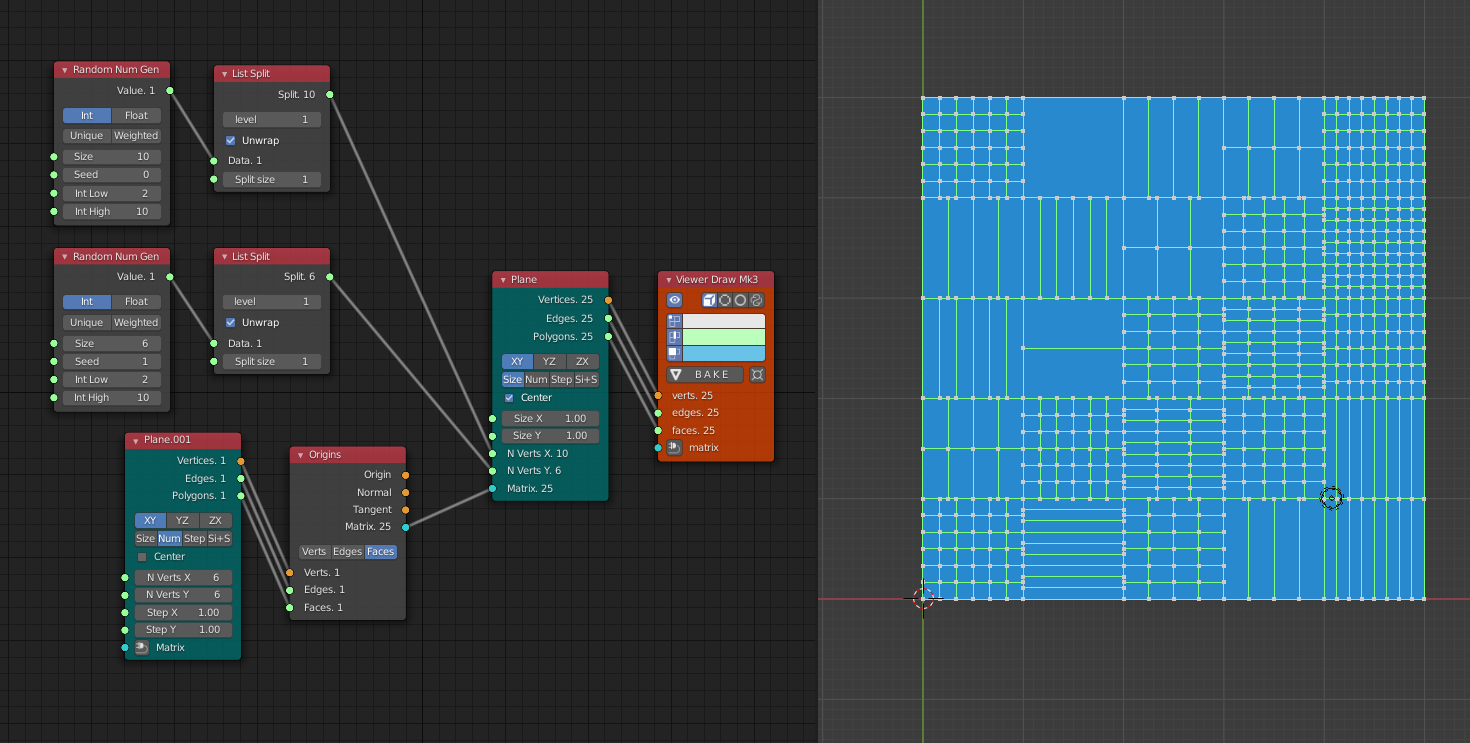 Random Num Gen
Value. 1
Int Float
Unique Weighted
Size 10
Seed 0
Int Low 2
Int High 10
List Split
Split. 10
level 1
Unwrap
Data. 1
Split size 1
Random Num Gen
Value. 1
Int Float
Unique Weighted
Size 6
Seed 1
Int Low 2
Int High 10
List Split
Split. 6
level 1
Unwrap
Data. 1
Split size 1
Plane.001
Vertices. 1
Edges. 1
Polygons. 1
XY YZ ZX
Size Num Step Si+S
Center
N Verts X 6
N Verts Y 6
Step X 1.00
Step Y 1.00
Matrix
Origins
Origin
Normal
Tangent
Matrix. 25
Verts Edges Faces
Verts. 1
Edges. 1
Faces. 1
Plane
Vertices. 25
Edges. 25
Polygons. 25
XY YZ ZX
Size Num Step Si+S
Center
Size X 1.00
Size Y 1.00
N Verts X. 10
N Verts Y. 6
Matrix. 25
Viewer Draw Mk3
BAKE
verts. 25
edges. 25
faces. 25
matrix